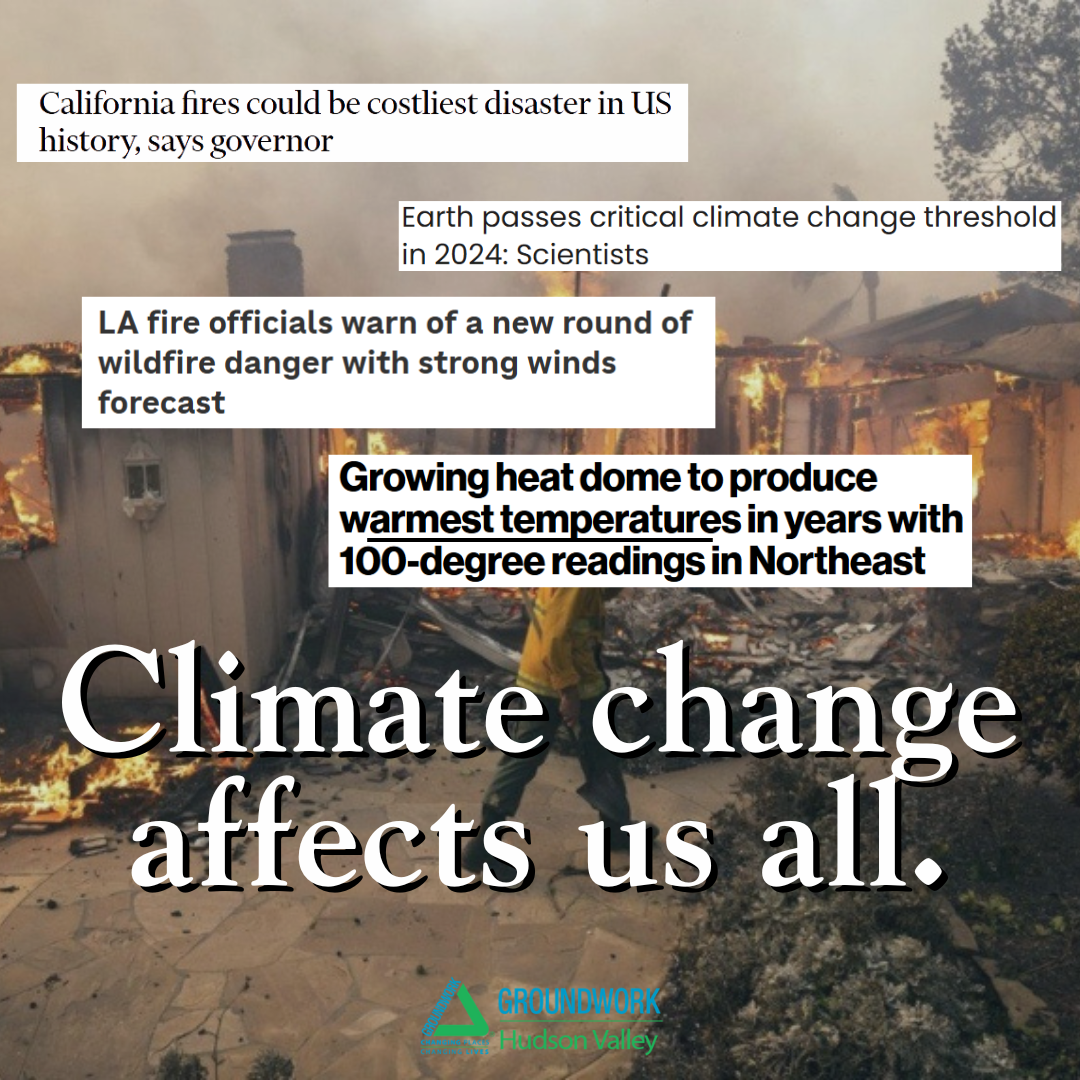 California fires could be costliest disaster in US
history, says governor
Earth passes critical climate change threshold
in 2024: Scientists
LA fire officials warn of a new round of
wildfire danger with strong winds
forecast
Growing heat dome to produce
warmest temperatures in years with
100-degree readings in Northeast
Climate change
affects us all.
GROUNDWORK
GROUNDWORK
Hudson Valley